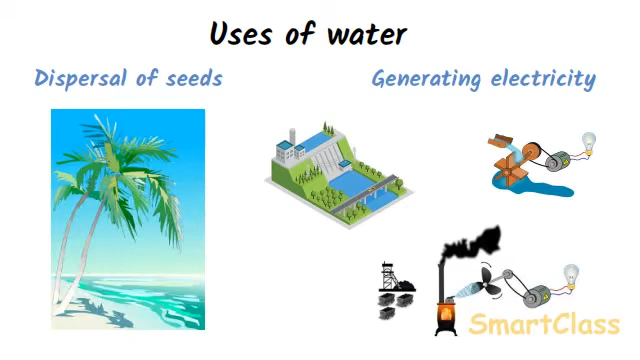 Uses of water
Dispersal of seeds
Generating electricity
SmartClass